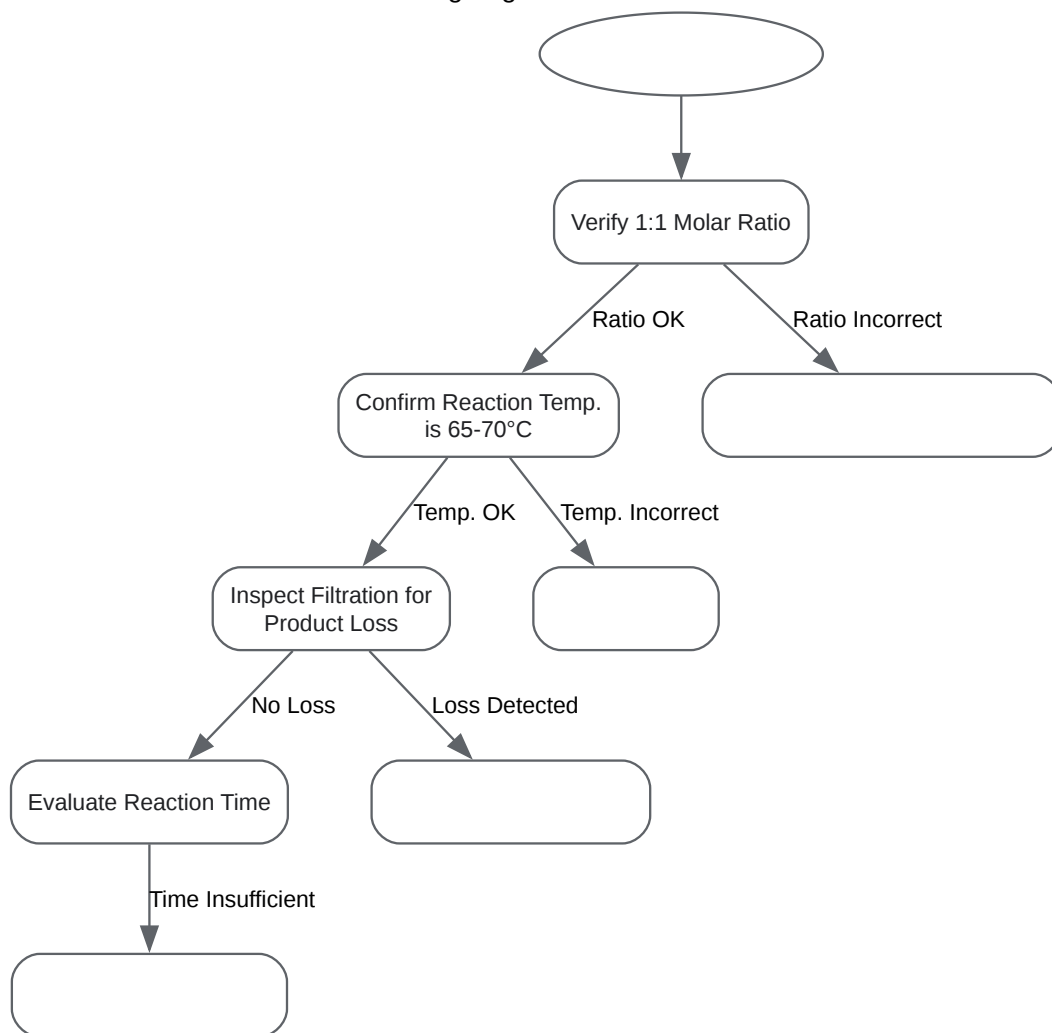 Verify 1:1 Molar Ratio
Ratio OK
Ratio Incorrect
Confirm Reaction Temp.
is 65-70°C
Temp. OK
Temp. Incorrect
Inspect Filtration for
Product Loss
No Loss
Loss Detected
Evaluate Reaction Time
Time Insufficient